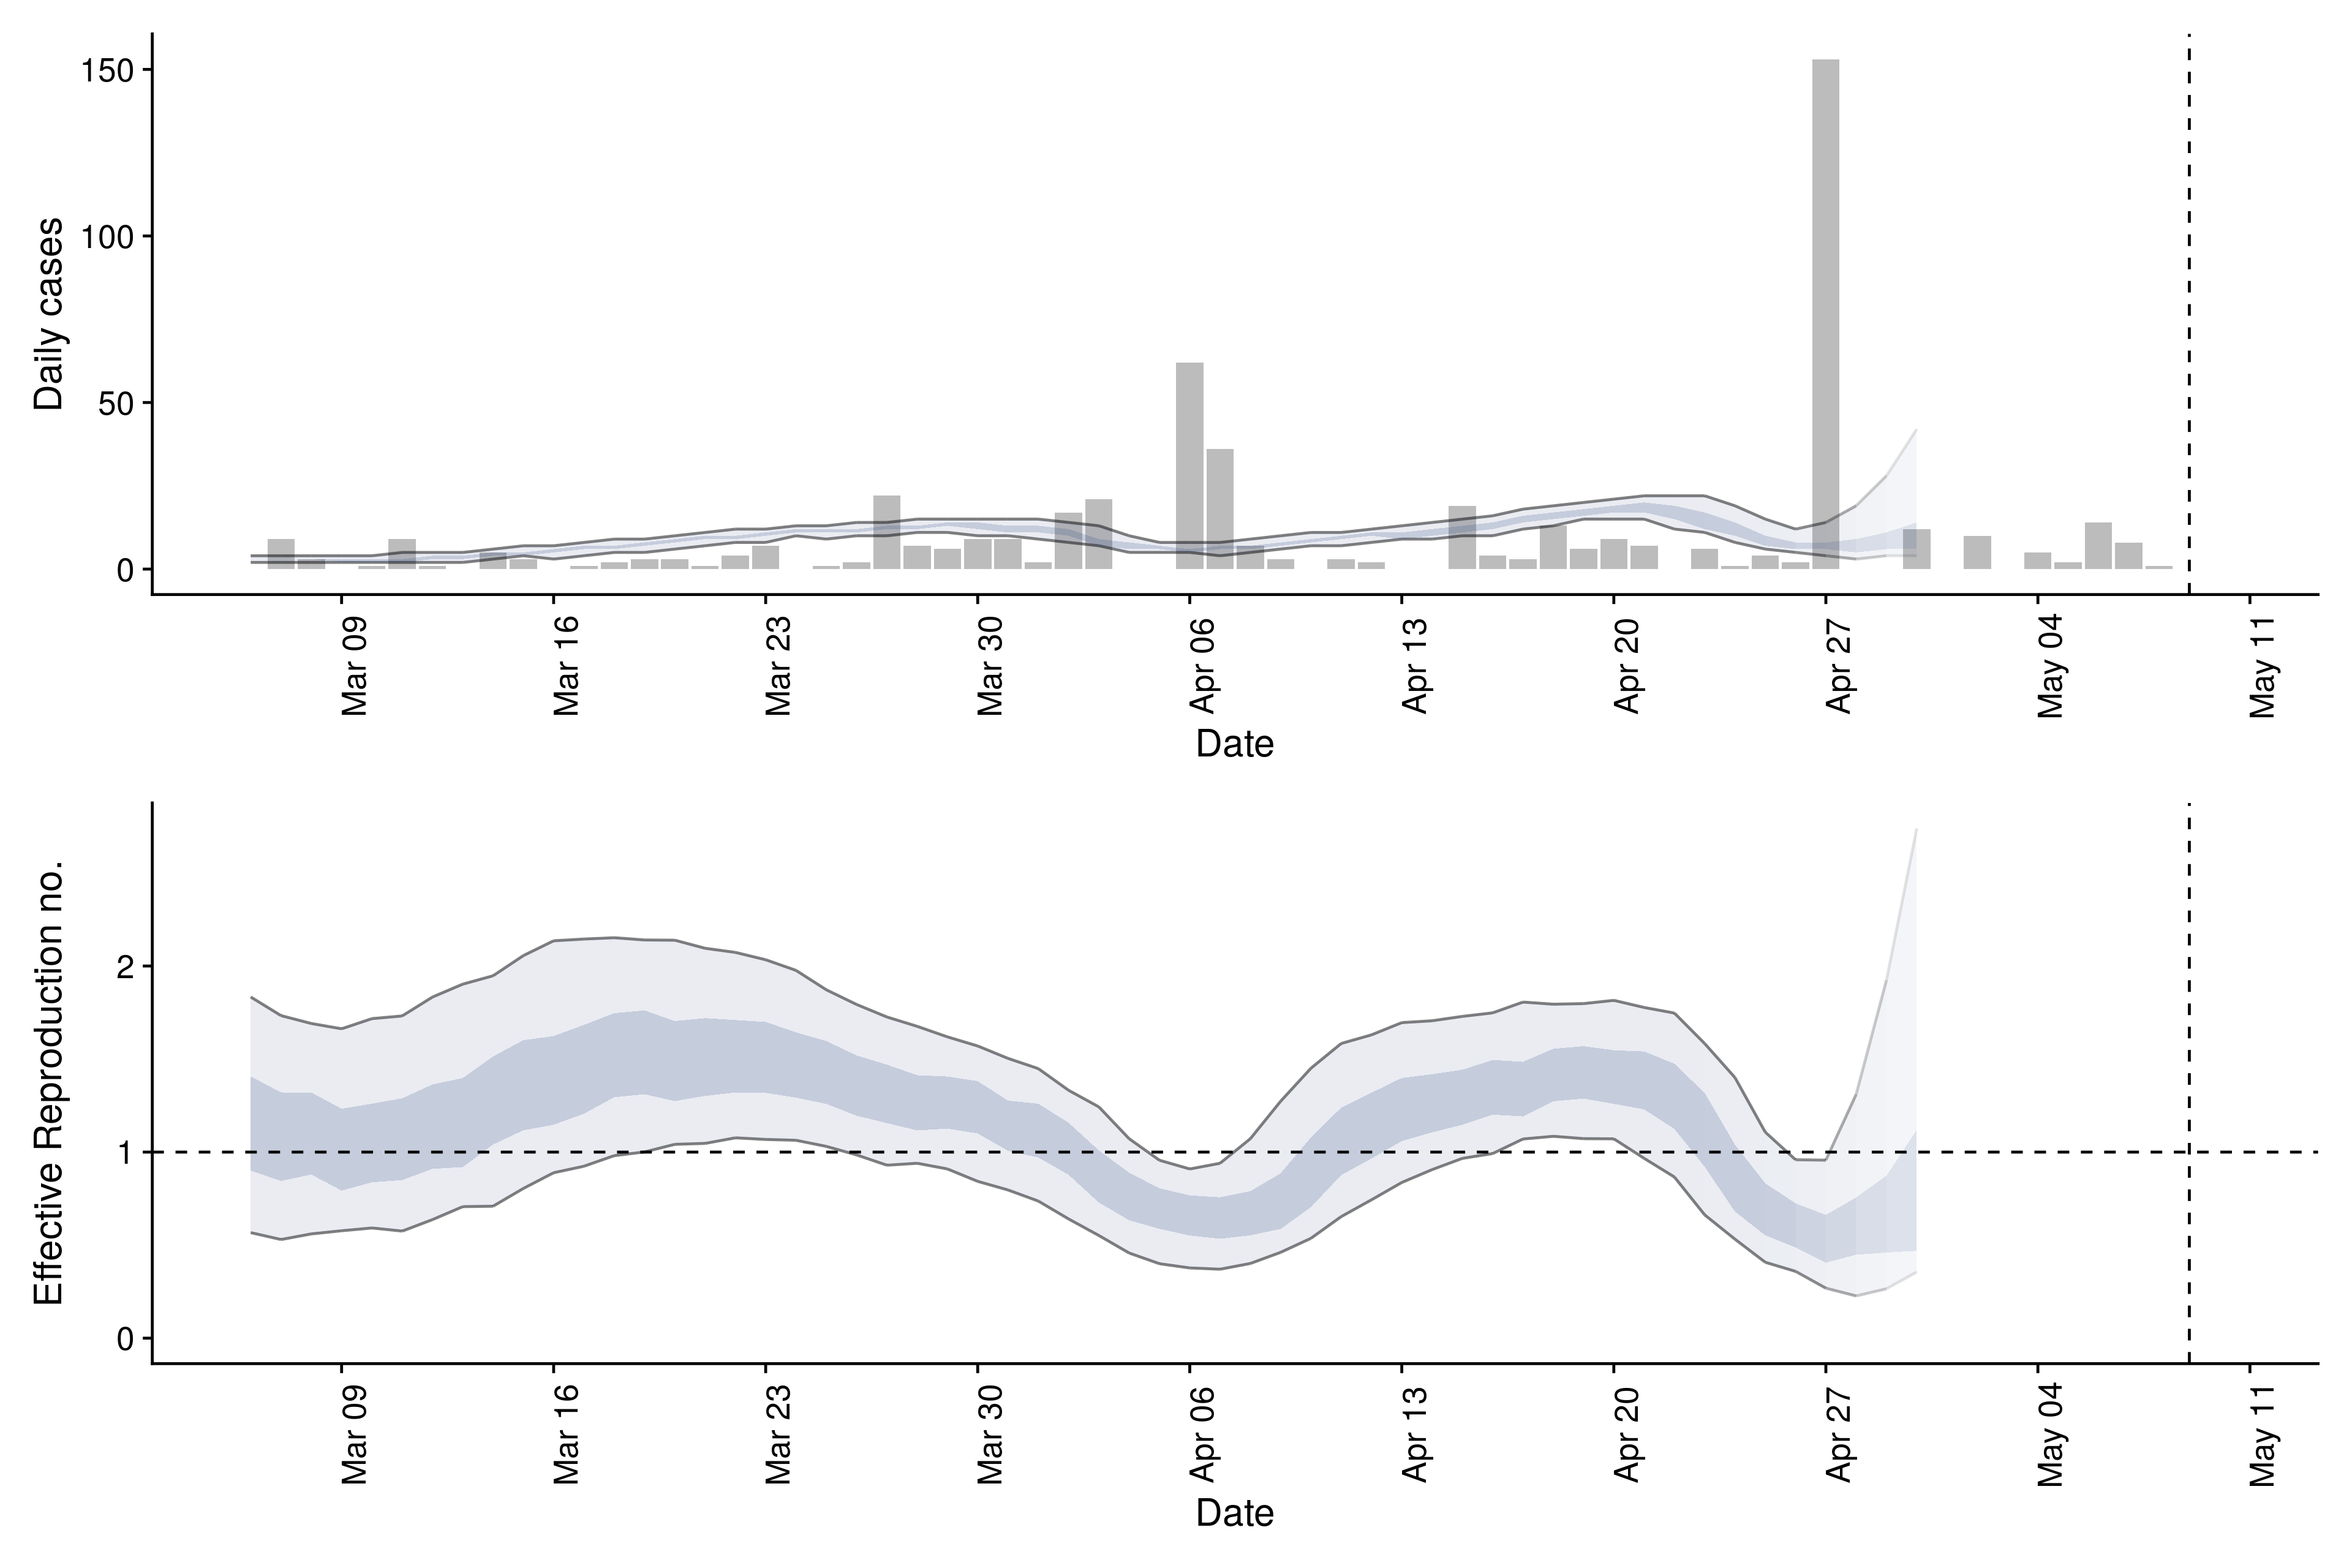 Daily cases
150
100
50
0
Mar 09
Mar 16
Mar 23
Mar 30
Apr 06
Apr 13
Apr 20
Apr 27
May 04
May 11
Date
Effective Reproduction no.
2
1
0
Mar 09
Mar 16
Mar 23
Mar 30
Apr 06
Apr 13
Apr 20
Apr 27
May 04
May 11
Date